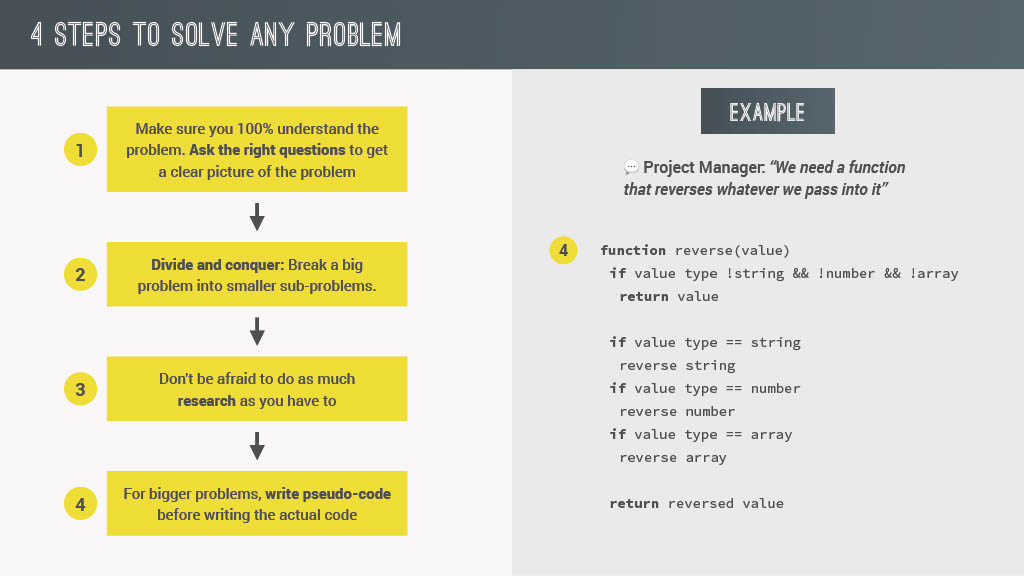 4 STEPS TO SOLVE ANY PROBLEM
1
Make sure you 100% understand the
problem. Ask the right questions to get
a clear picture of the problem
2
Divide and conquer: Break a big
problem into smaller sub-problems.
3
Don't be afraid to do as much
research as you have to
4
For bigger problems, write pseudo-code
before writing the actual code
EXAMPLE
💬 Project Manager: “We need a function
that reverses whatever we pass into it”
4
function reverse(value)
if value type !string && !number && !array
return value
if value type == string
reverse string
if value type == number
reverse number
if value type == array
reverse array
return reversed value